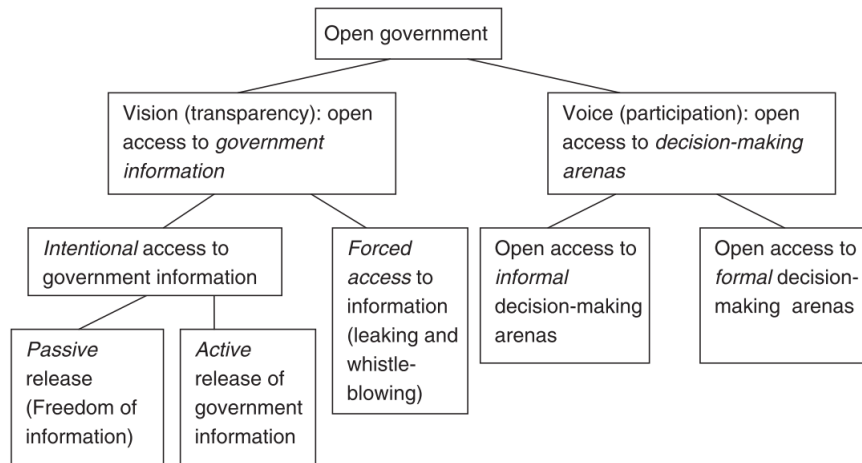 Open government
Vision (transparency): open
access to government
information
Voice (participation): open
access to decision-making
arenas
Intentional access to
government information
Forced
access to
information
(leaking and
whistle-
blowing)
Open access to
informal
decision-making
arenas
Open access to
formal decision-
making arenas
Passive
release
(Freedom of
information)
Active
release of
government
information